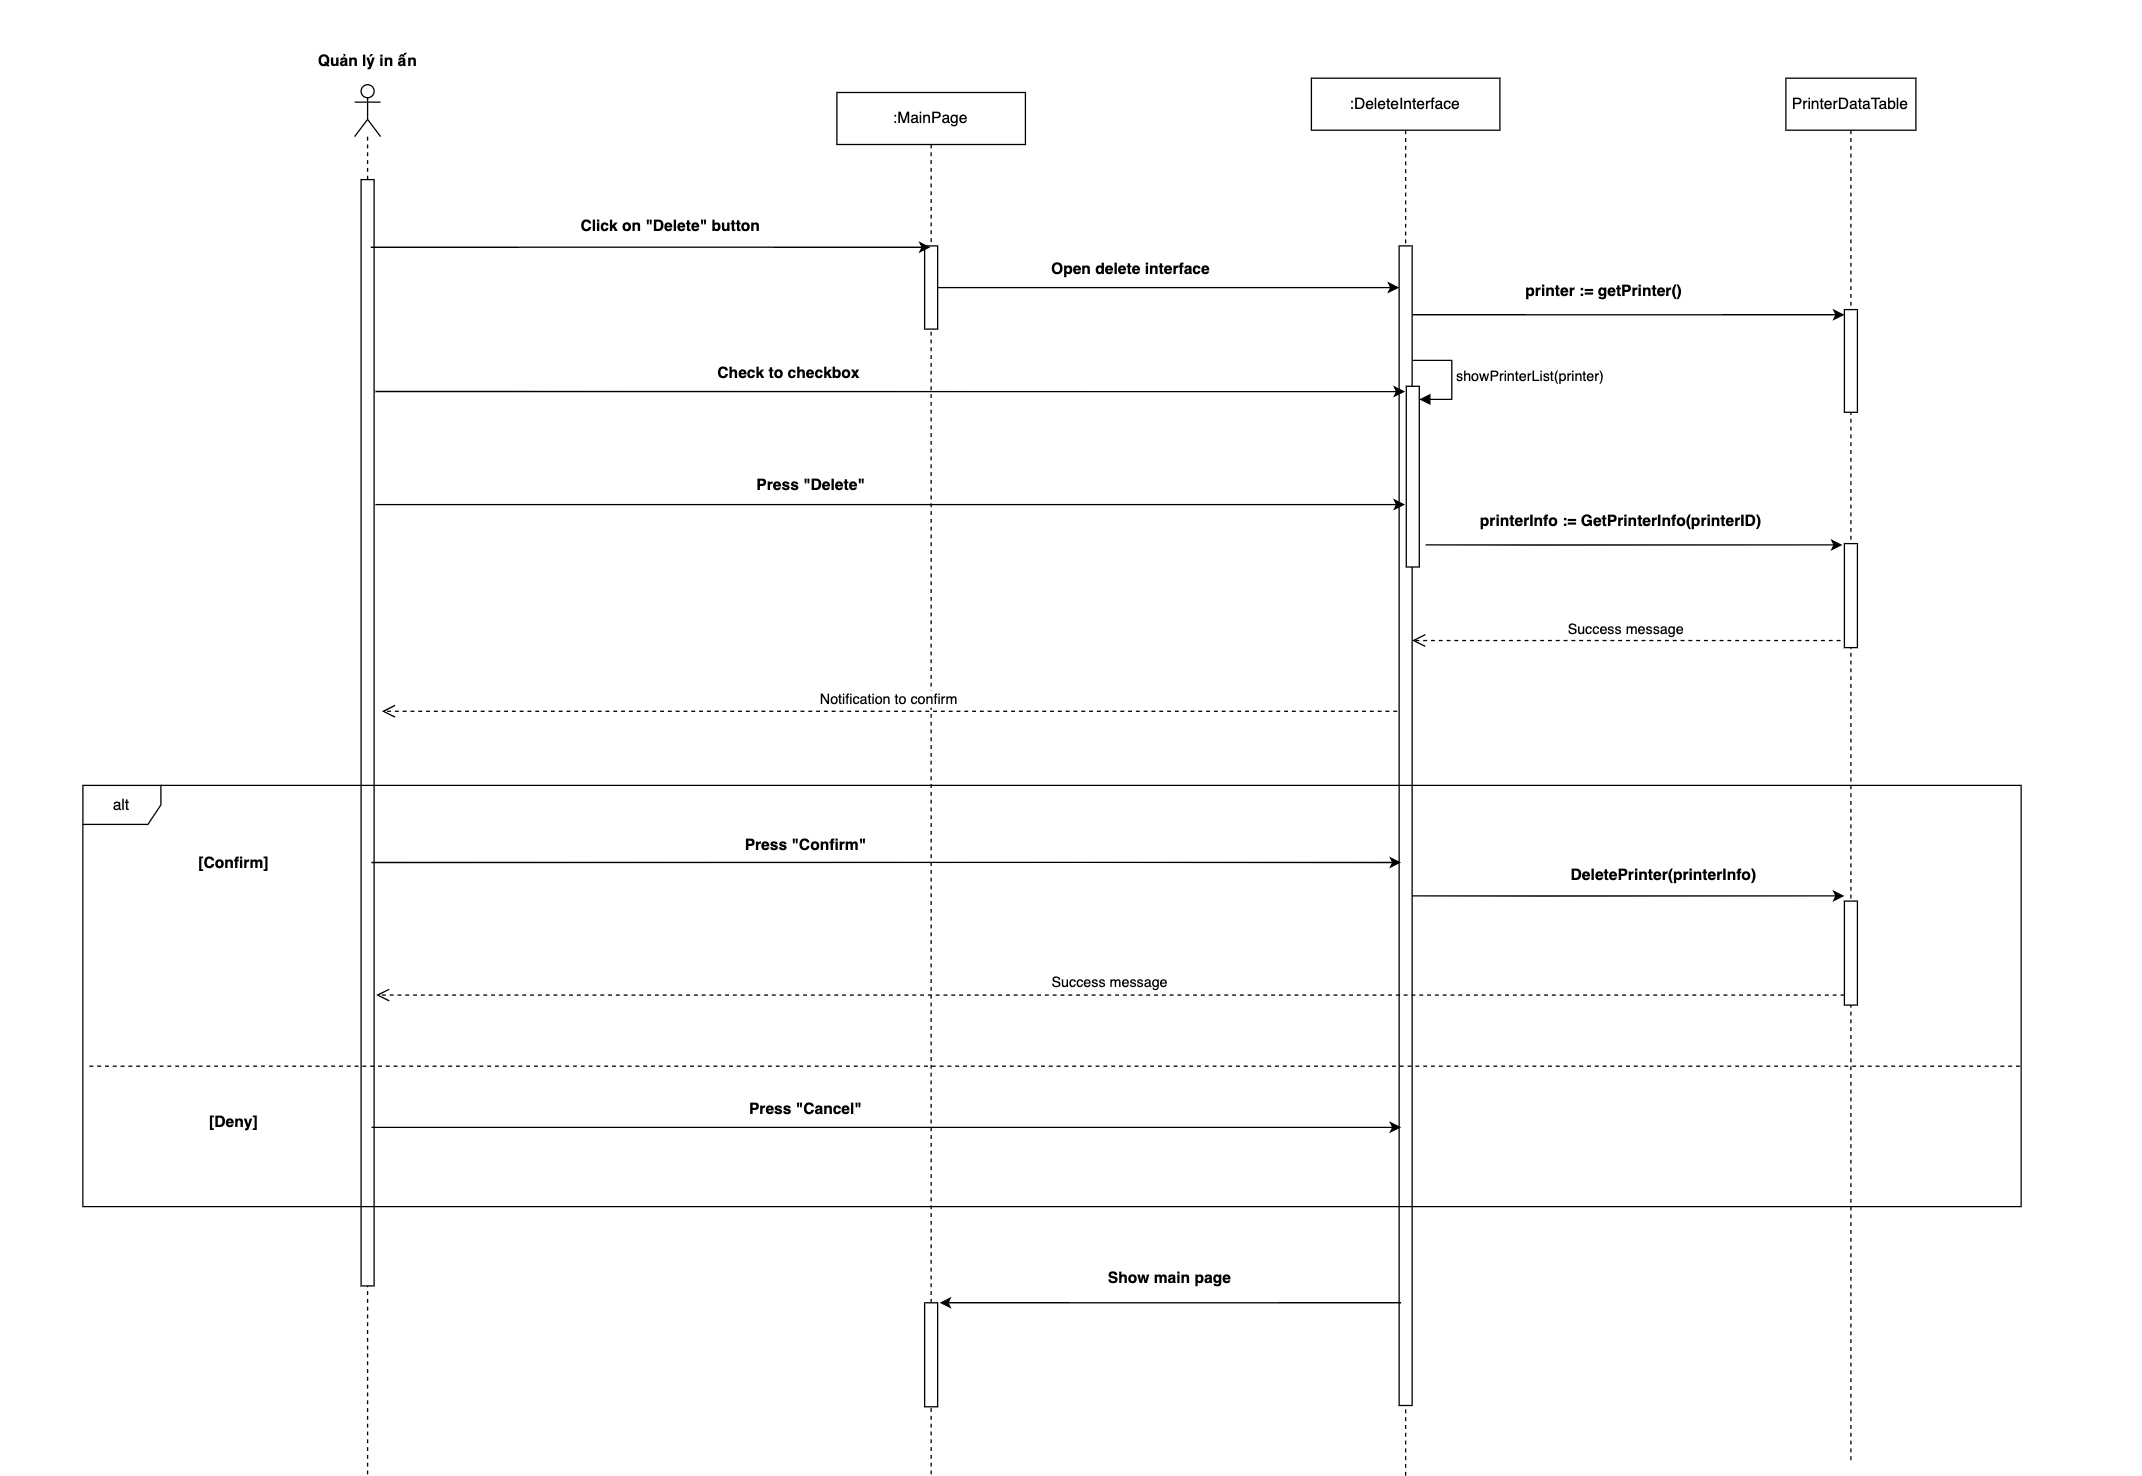 Quản lý in ấn
:MainPage
:DeleteInterface
PrinterDataTable
Click on "Delete" button
Open delete interface
printer := getPrinter()
Check to checkbox
showPrinterList(printer)
Press "Delete"
printerInfo := GetPrinterInfo(printerID)
Success message
Notification to confirm
alt
Press "Confirm"
[Confirm]
DeletePrinter(printerInfo)
Success message
Press "Cancel"
[Deny]
Show main page